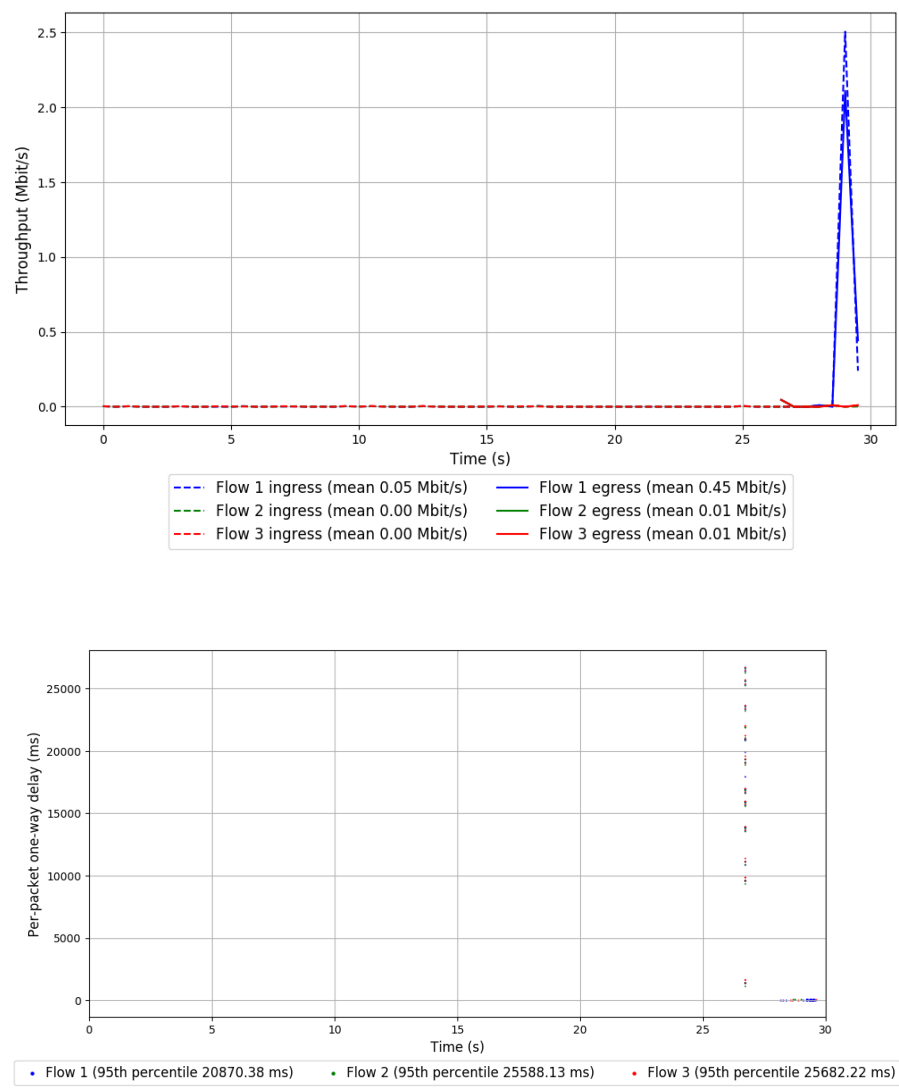 2.5
2.0
1.5
1.0
0.5
0.0
Throughput (Mbit/s)
0 5 10 15 20 25 30
Time (s)
Flow 1 ingress (mean 0.05 Mbit/s) Flow 1 egress (mean 0.45 Mbit/s)
Flow 2 ingress (mean 0.00 Mbit/s) Flow 2 egress (mean 0.01 Mbit/s)
Flow 3 ingress (mean 0.00 Mbit/s) Flow 3 egress (mean 0.01 Mbit/s)
25000
20000
15000
10000
5000
0
Per-packet one-way delay (ms)
0 5 10 15 20 25 30
Time (s)
Flow 1 (95th percentile 20870.38 ms) Flow 2 (95th percentile 25588.13 ms) Flow 3 (95th percentile 25682.22 ms)